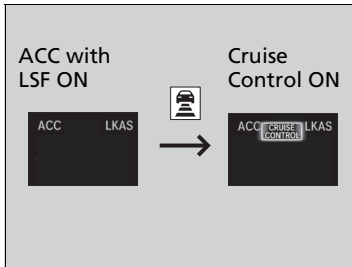 ACC with
LSF ON
Cruise
Control ON
ACC LKAS
ACC CRUISE CONTROL LKAS